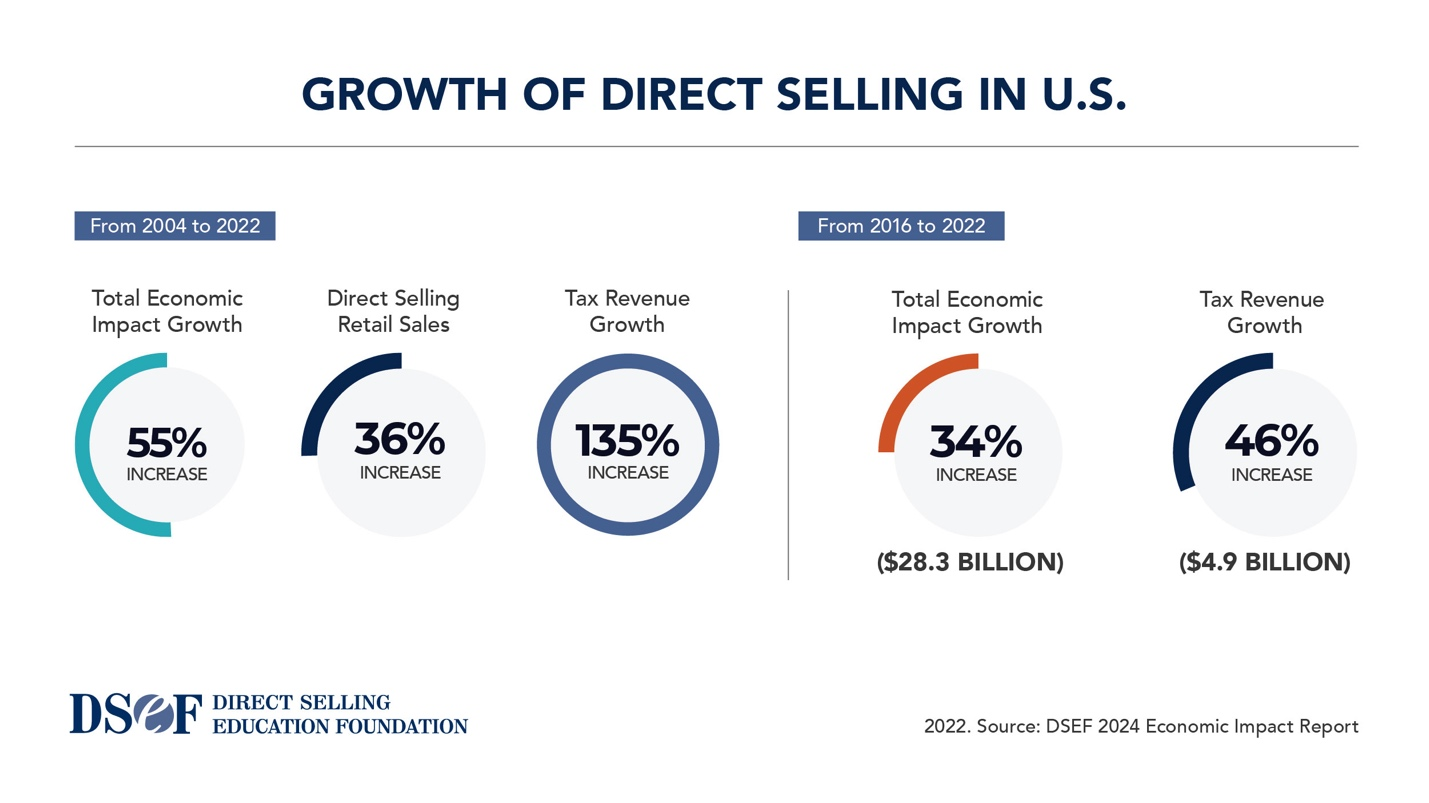 GROWTH OF DIRECT SELLING IN U.S.
From 2004 to 2022
Total Economic
Impact Growth
55%
INCREASE
Direct Selling
Retail Sales
36%
INCREASE
Tax Revenue
Growth
135%
INCREASE
From 2016 to 2022
Total Economic
Impact Growth
34%
INCREASE
($28.3 BILLION)
Tax Revenue
Growth
46%
INCREASE
($4.9 BILLION)
DSeF
DIRECT SELLING
EDUCATION FOUNDATION
2022. Source: DSEF 2024 Economic Impact Report